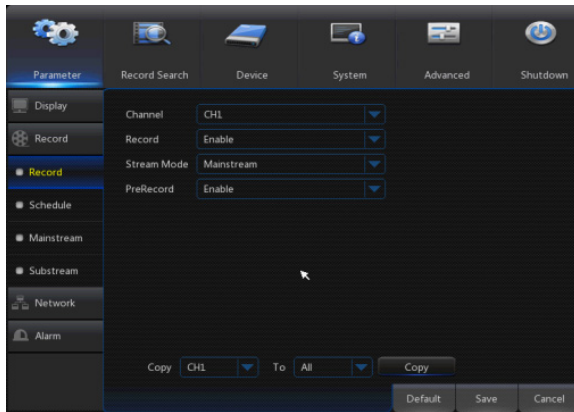 Parameter Record Search Device System Advanced Shutdown
Display
Record
Record
Schedule
Mainstream
Substream
Network
Alarm
Channel CH1
Record Enable
Stream Mode Mainstream
PreRecord Enable
Copy CH1 To All Copy
Default Save Cancel